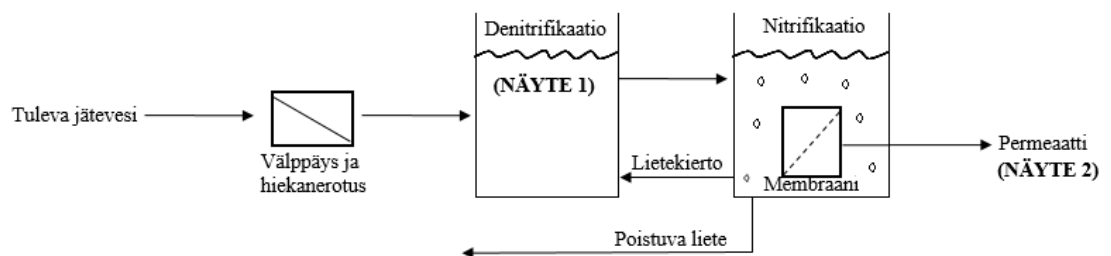 Denitrifikaatio
Nitrifikaatio
(NÄYTE 1)
Tuleva jätevesi
Välppäys ja
hiekanerotus
Lietekierto
Membraani
Permeaatti
(NÄYTE 2)
Poistuva liete